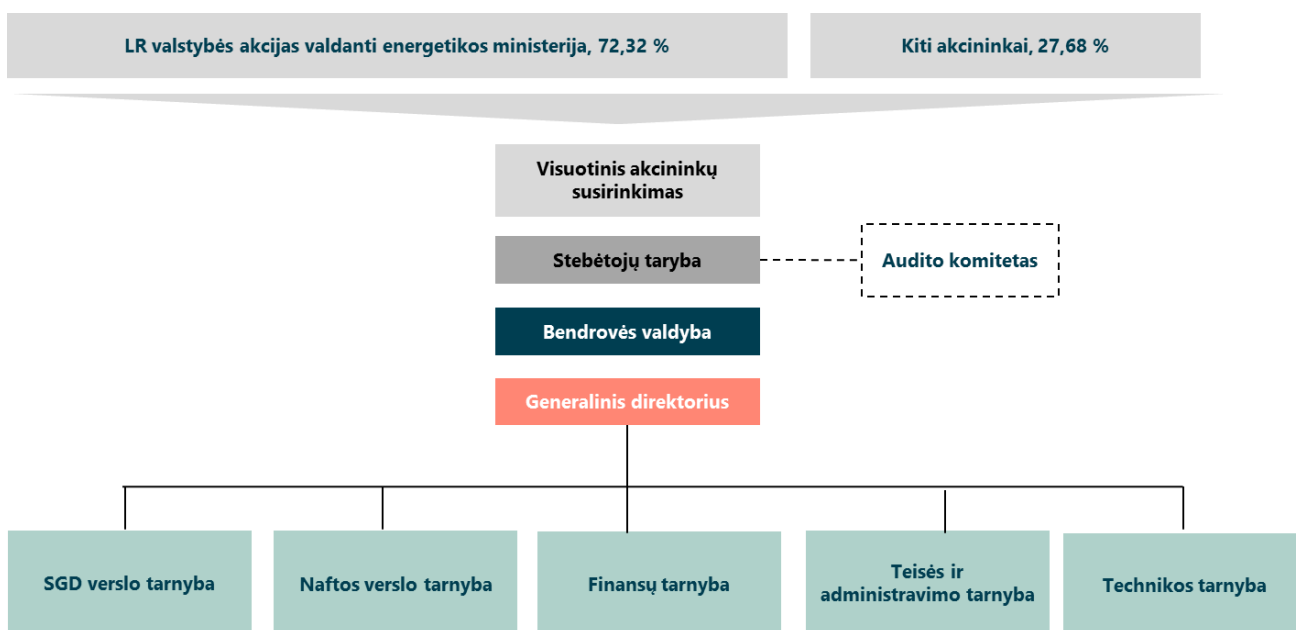 LR valstybės akcijas valdanti energetikos ministerija, 72,32 %
Kiti akcininkai, 27,68 %
Visuotinis akcininkų
susirinkimas
Stebėtojų taryba
Audito komitetas
Bendrovės valdyba
Generalinis direktorius
SGD verslo tarnyba
Naftos verslo tarnyba
Finansų tarnyba
Teisės ir
administravimo tarnyba
Technikos tarnyba